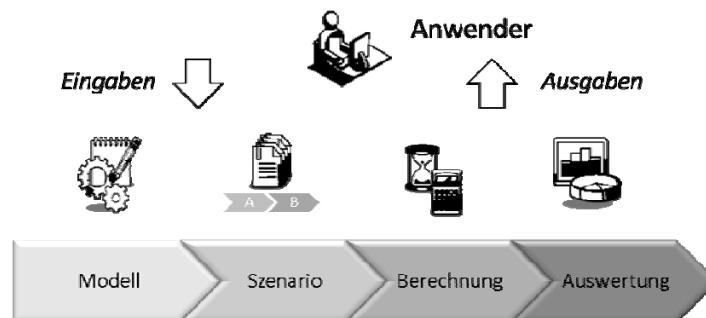 Anwender
Eingaben
Ausgaben
A B
Modell Szenario Berechnung Auswertung